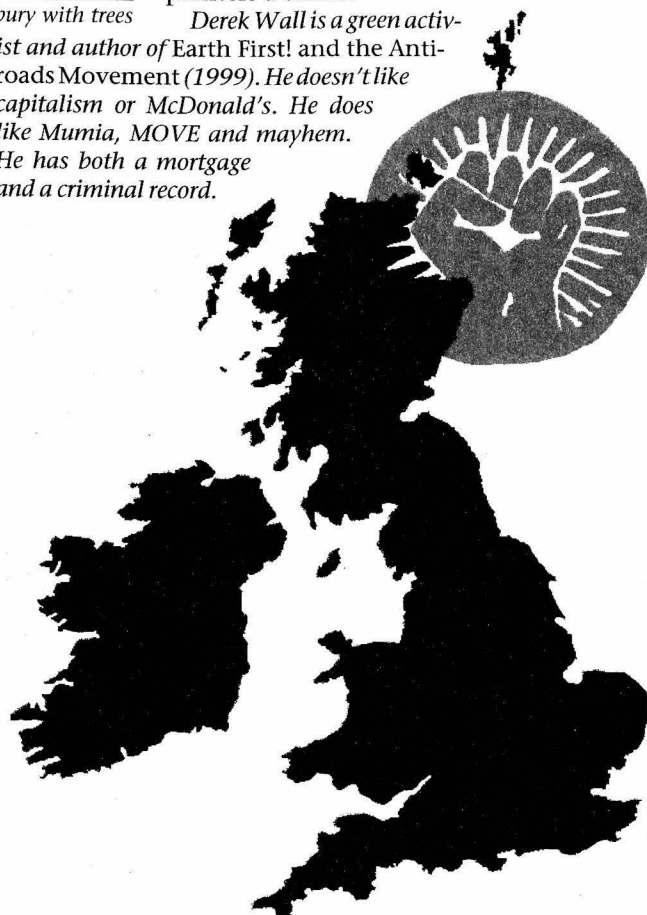 bury with trees
Derek Wall is a green activ-
ist and author of Earth First! and the Anti-
roads Movement (1999). He doesn't like
capitalism or McDonald's. He does
like Mumia, MOVE and mayhem.
He has both a mortgage
and a criminal record.